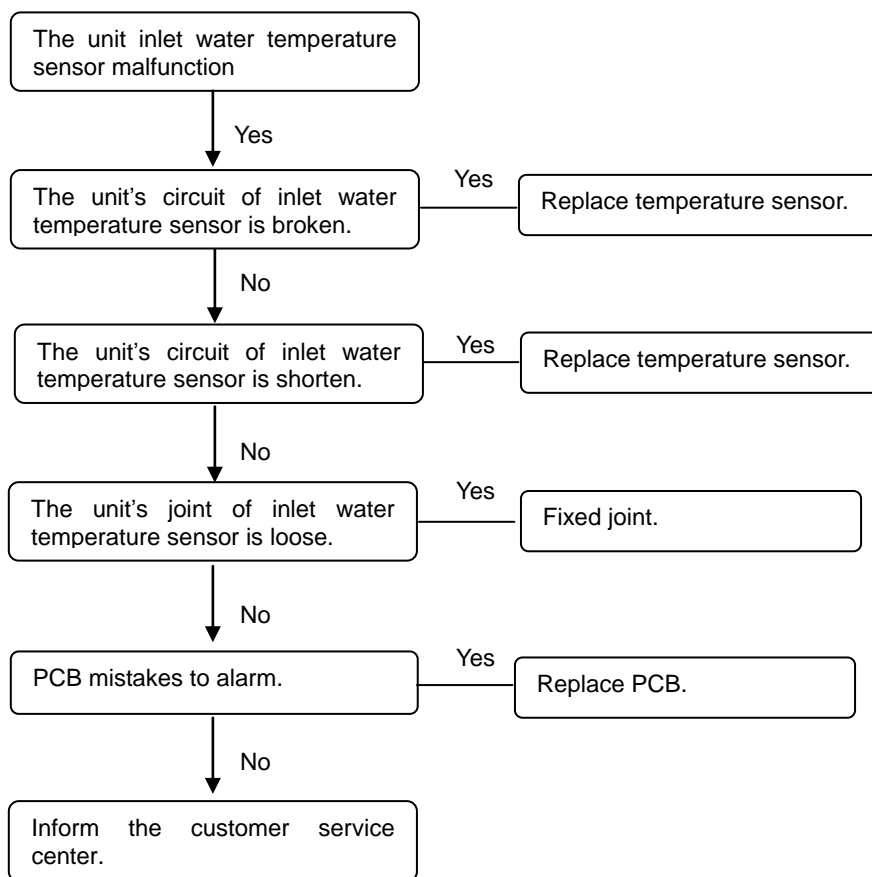 The unit inlet water temperature
sensor malfunction
Yes
The unit’s circuit of inlet water
temperature sensor is broken.
Yes
Replace temperature sensor.
No
The unit’s circuit of inlet water
temperature sensor is shorten.
Yes
Replace temperature sensor.
No
The unit’s joint of inlet water
temperature sensor is loose.
Yes
Fixed joint.
No
PCB mistakes to alarm.
Yes
Replace PCB.
No
Inform the customer service
center.